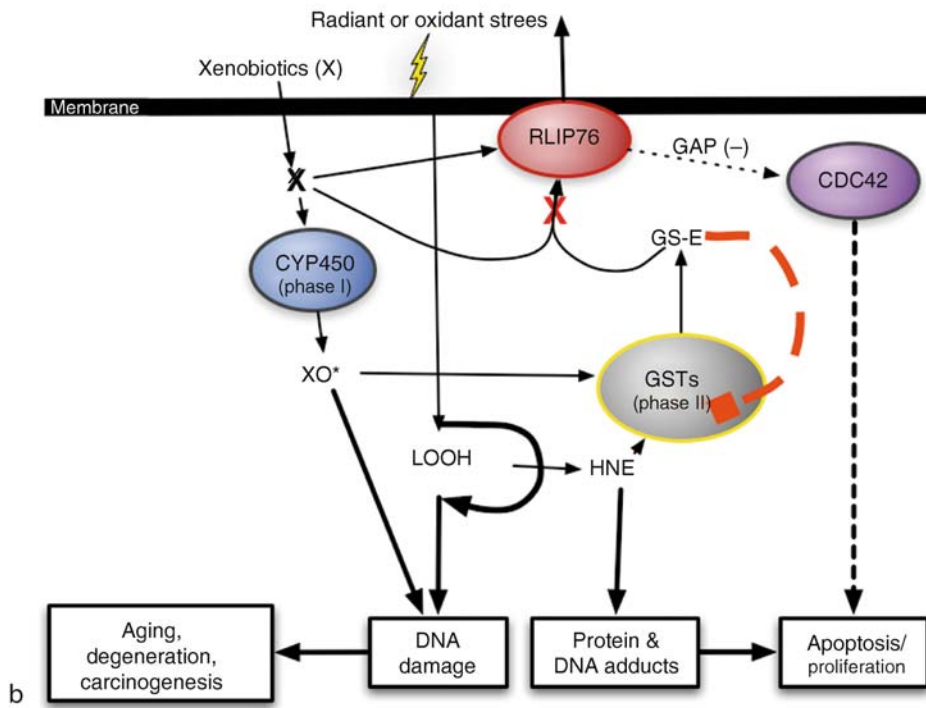 Radiant or oxidant strees
Xenobiotics (X)
Membrane
RLIP76
GAP (–)
CDC42
X
X
GS-E
CYP450
(phase I)
XO*
GSTs
(phase II)
LOOH
HNE
Aging,
degeneration,
carcinogenesis
DNA
damage
Protein &
DNA adducts
Apoptosis/
proliferation
b